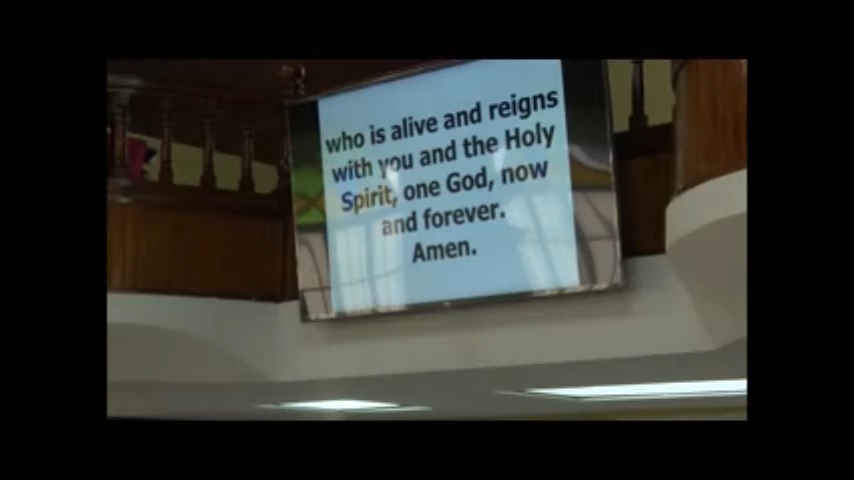 who is alive and reigns
with you and the Holy
Spirit, one God, now
and forever.
Amen.